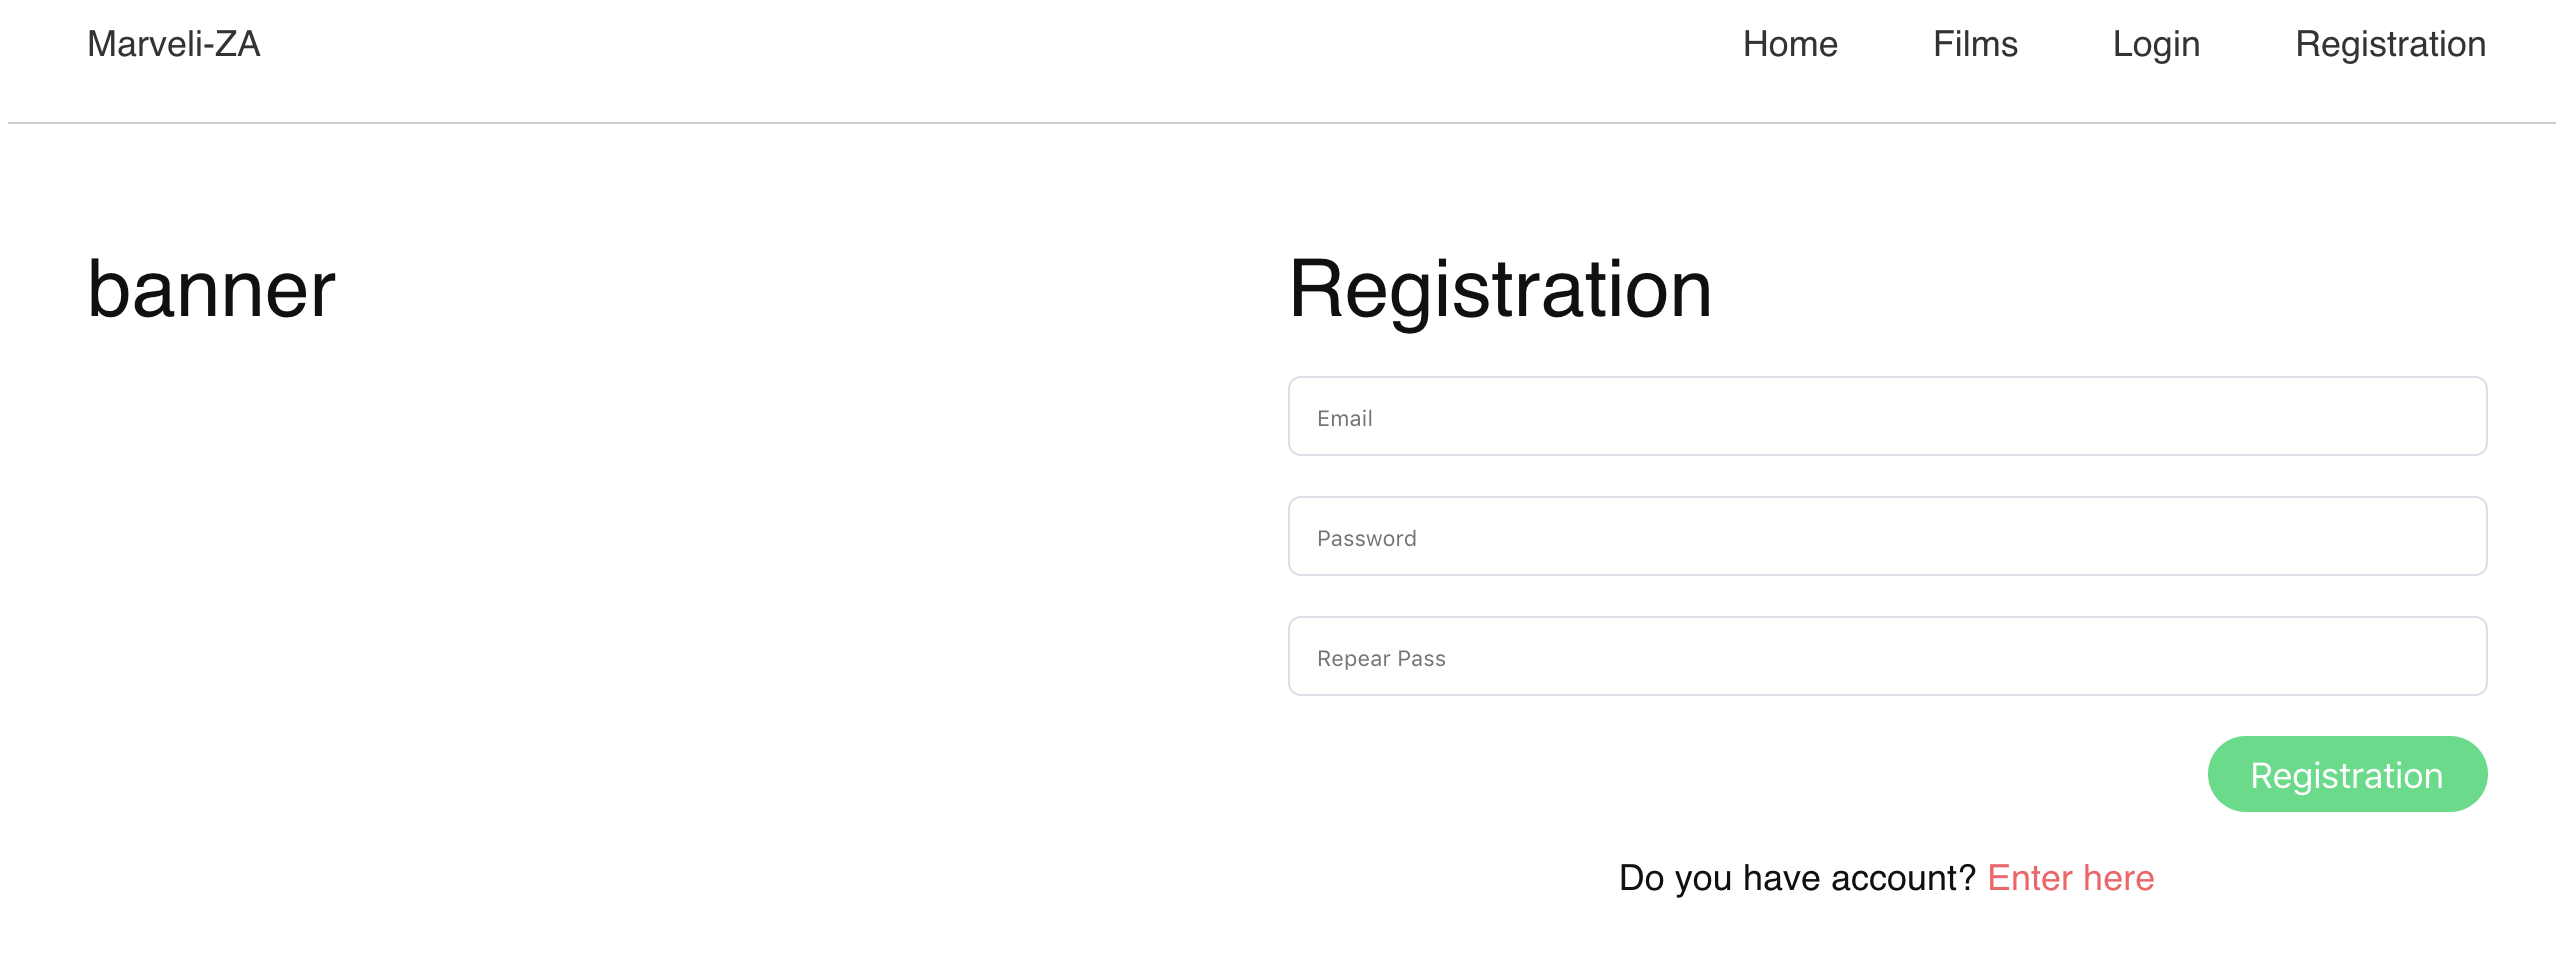 Marveli-ZA Home Films Login Registration
banner
Registration
Email
Password
Repear Pass
Registration
Do you have account? Enter here